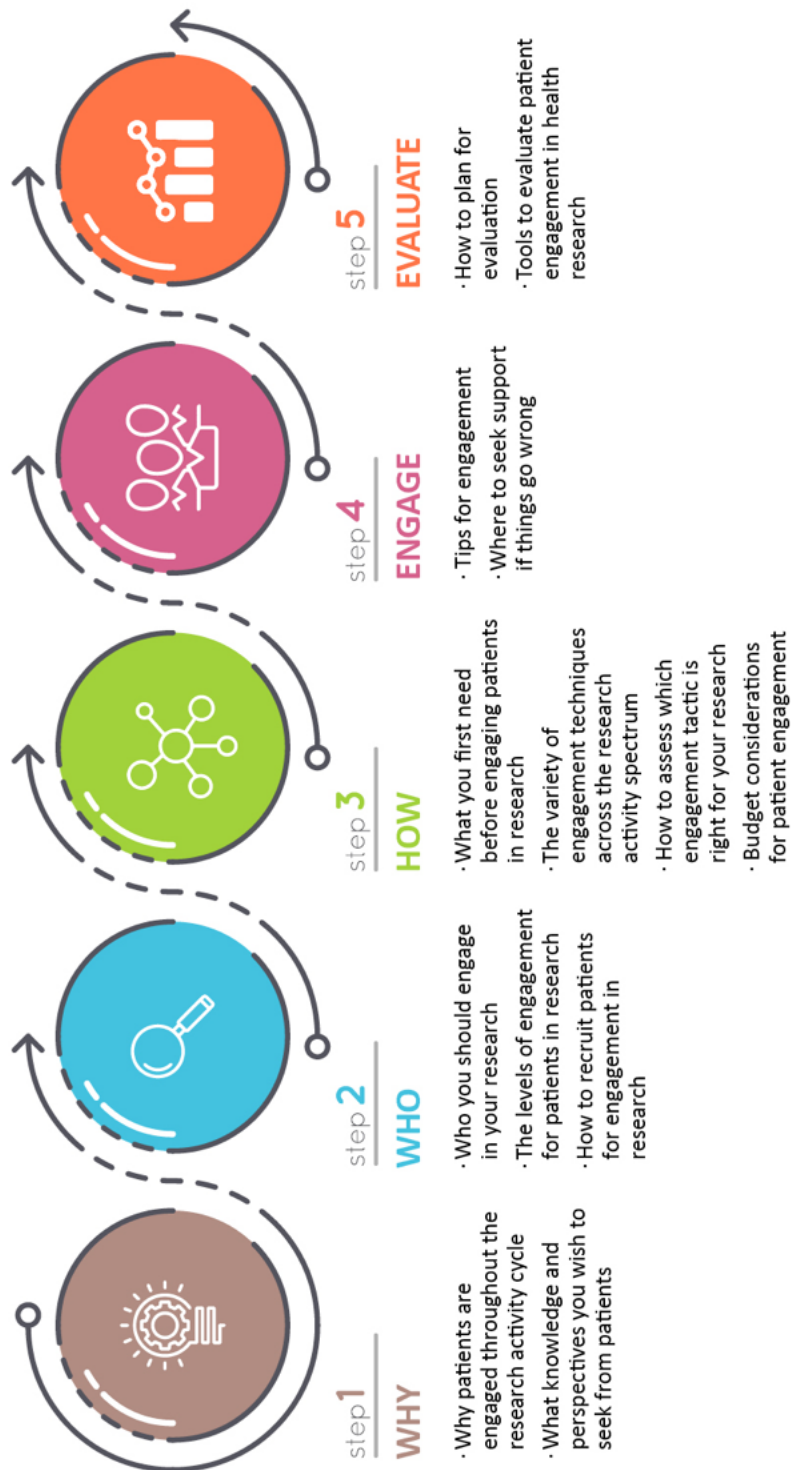 step 1
WHY
· Why patients are
engaged throughout the
research activity cycle
· What knowledge and
perspectives you wish to
seek from patients
step 2
WHO
· Who you should engage
in your research
· The levels of engagement
for patients in research
· How to recruit patients
for engagement in
research
step 3
HOW
· What you first need
before engaging patients
in research
· The variety of
engagement techniques
across the research
activity spectrum
· How to assess which
engagement tactic is
right for your research
· Budget considerations
for patient engagement
step 4
ENGAGE
· Tips for engagement
· Where to seek support
if things go wrong
step 5
EVALUATE
· How to plan for
evaluation
· Tools to evaluate patient
engagement in health
research